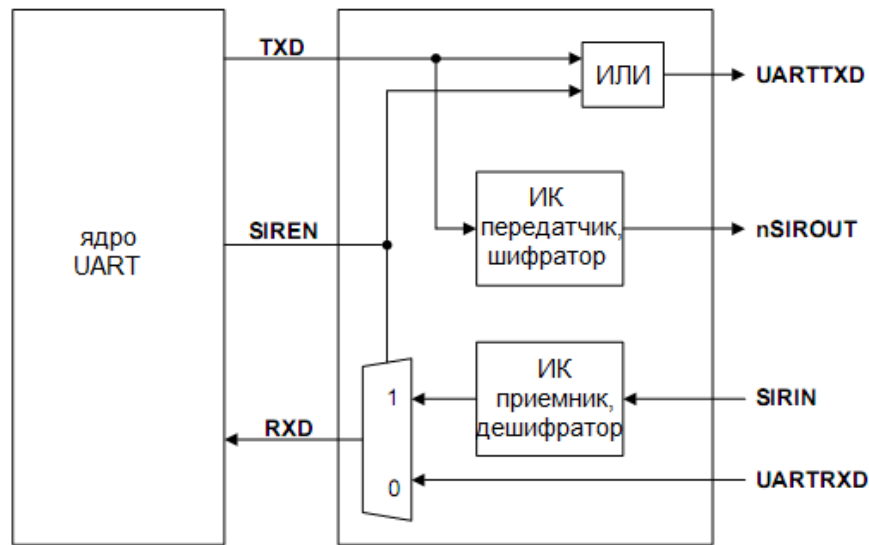 TXD
ИЛИ
UARTTXD
ядро
UART
SIREN
ИК
передатчик,
шифратор
nSIROUT
RXD
1
0
ИК
приемник,
дешифратор
SIRIN
UARTRXD